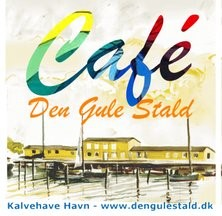 Café
Den Gule Stald
Kalvehave Havn - www.dengulestald.dk